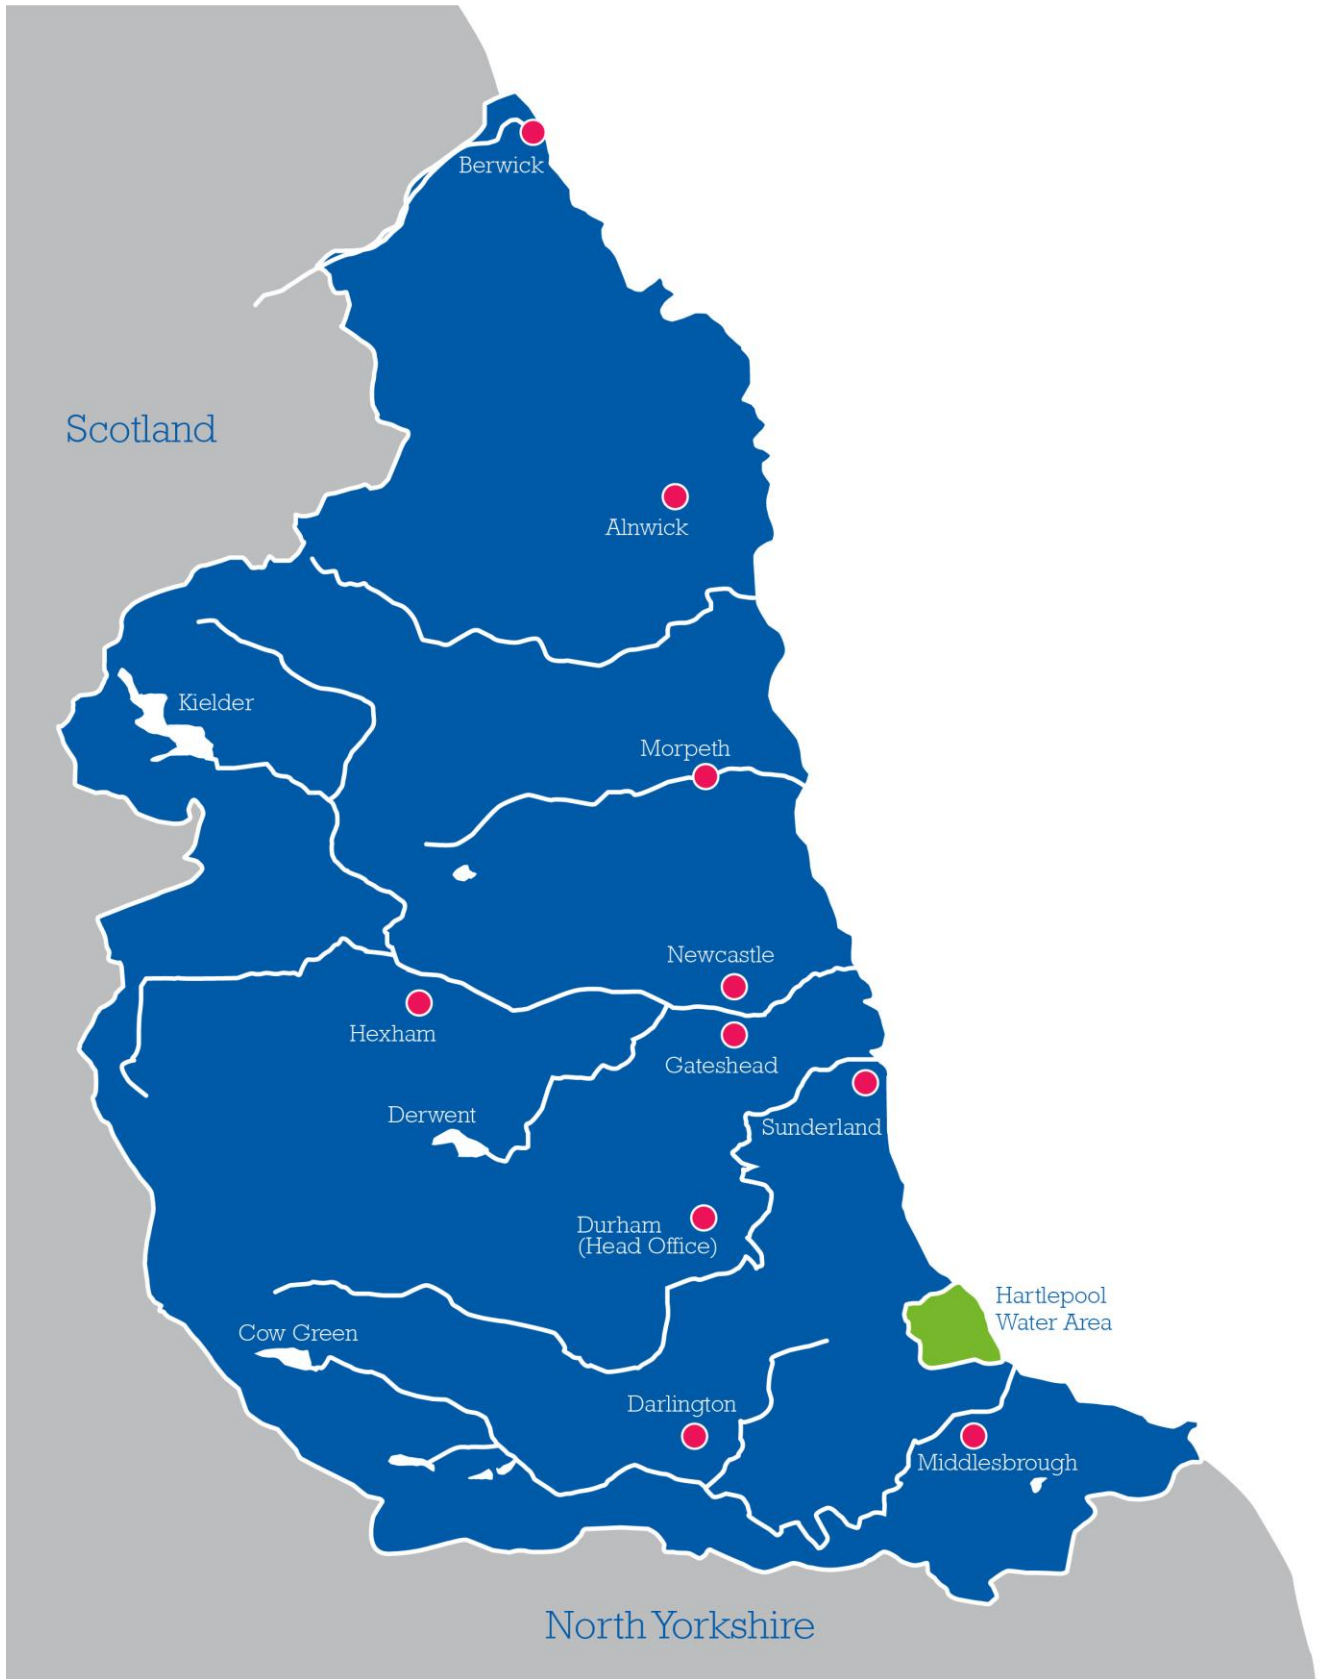 Berwick
Scotland
Alnwick
Kielder
Morpeth
Newcastle
Hexham
Gateshead
Derwent
Sunderland
Durham
(Head Office)
Hartlepool
Water Area
Cow Green
Darlington
Middlesbrough
North Yorkshire